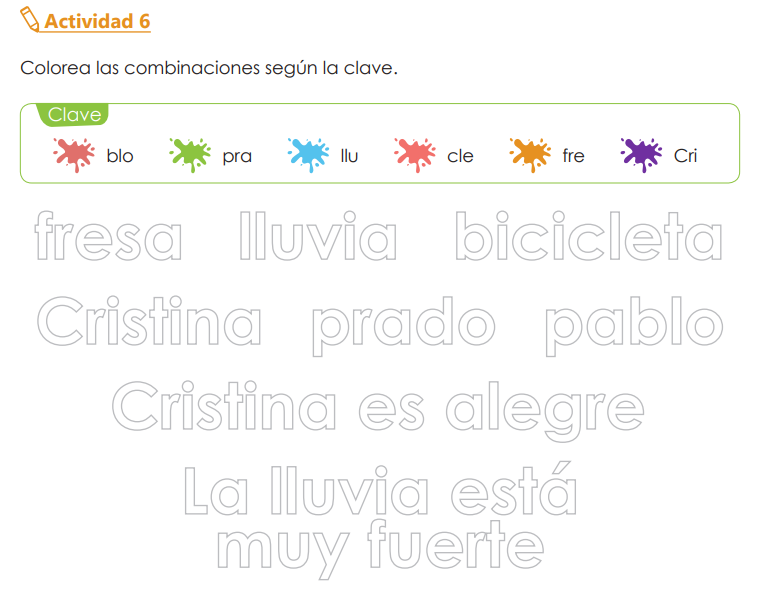 Actividad 6
Colorea las combinaciones según la clave.
Clave
blo pra llu cle fre Cri
fresa lluvia bicicleta
Cristina prado pablo
Cristina es alegre
La lluvia está
muy fuerte